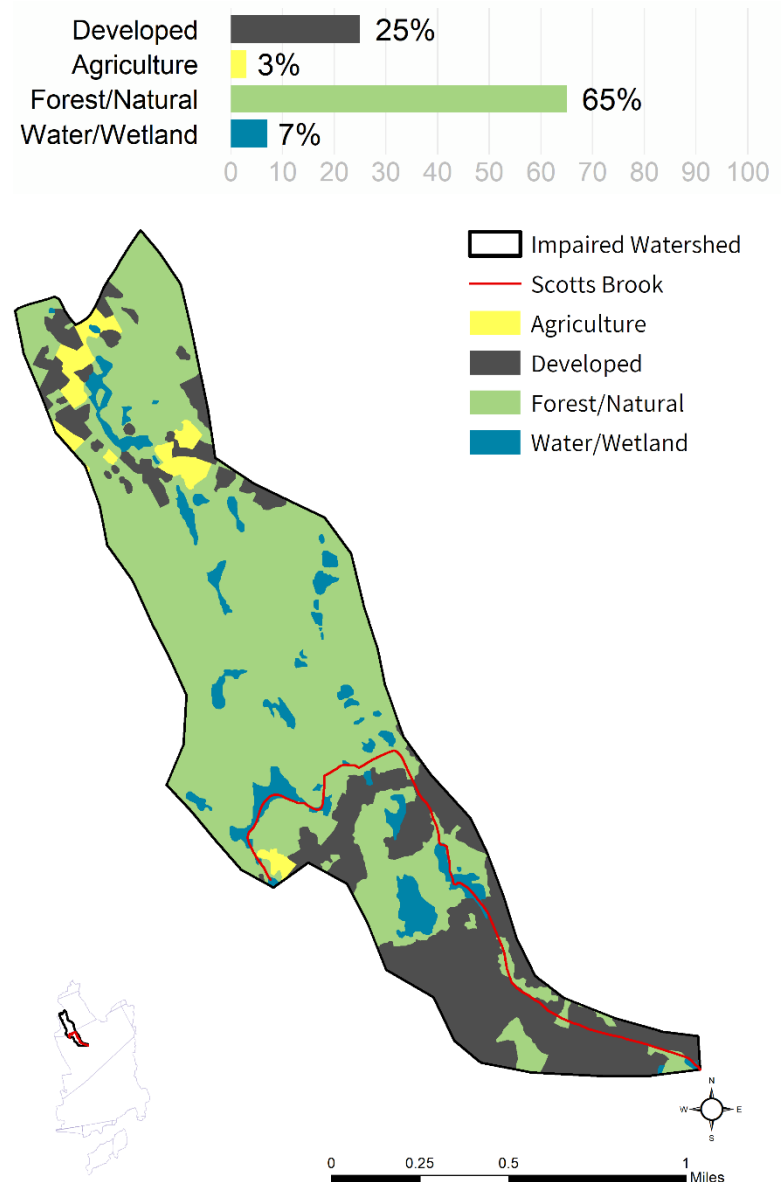 Developed 25%
Agriculture 3%
Forest/Natural 65%
Water/Wetland 7%
0 10 20 30 40 50 60 70 80 90 100
Impaired Watershed
Scotts Brook
Agriculture
Developed
Forest/Natural
Water/Wetland
N
W E
S
0 0.25 0.5 1
Miles